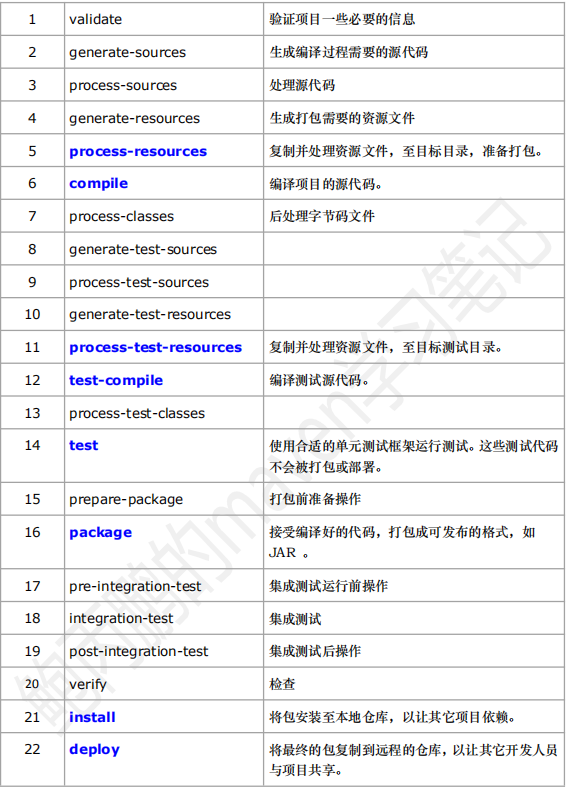 1 validate 验证项目一些必要的信息
2 generate-sources 生成编译过程需要的源代码
3 process-sources 处理源代码
4 generate-resources 生成打包需要的资源文件
5 process-resources 复制并处理资源文件，至目标目录，准备打包。
6 compile 编译项目的源代码。
7 process-classes 后处理字节码文件
8 generate-test-sources
9 process-test-sources
10 generate-test-resources
11 process-test-resources 复制并处理资源文件，至目标测试目录。
12 test-compile 编译测试源代码。
13 process-test-classes
14 test 使用合适的单元测试框架运行测试。这些测试代码
不会被打包或部署。
15 prepare-package 打包前准备操作
16 package 接受编译好的代码，打包成可发布的格式，如
JAR 。
17 pre-integration-test 集成测试运行前操作
18 integration-test 集成测试
19 post-integration-test 集成测试后操作
20 verify 检查
21 install 将包安装至本地仓库，以让其它项目依赖。
22 deploy 将最终的包复制到远程的仓库，以让其它开发人员
与项目共享。
鲍丙鹏的maven学习笔记